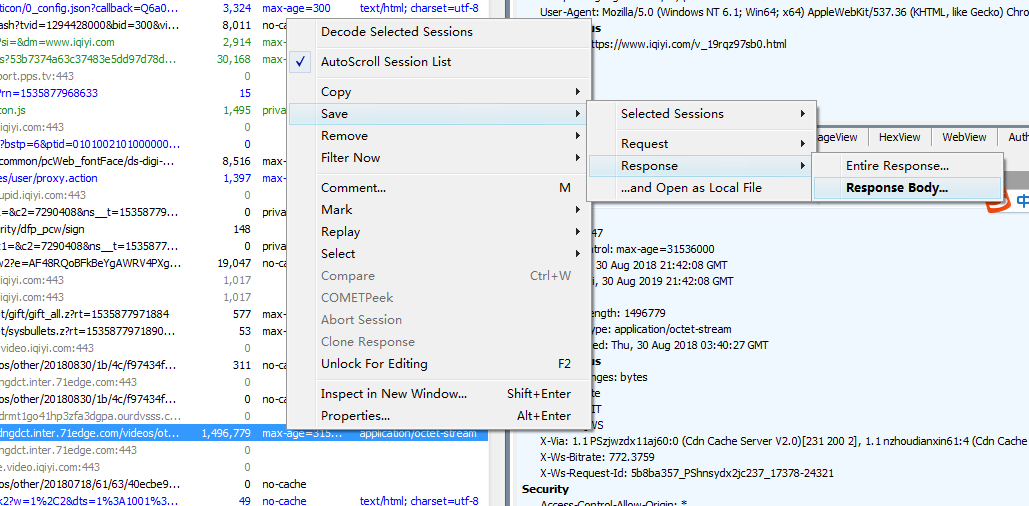 ticon/0_config.json?callback=Q6a0... 3,324 max-age=300 text/html; charset=utf-8
ash?tvid=1294428000&bid=300&vi... 8,011 no-cache
?si=&dm=www.iqiyi.com 2,914 max-
s?53b7374a63c37483e5dd97d78d... 30,168 max-
port.pps.tv:443 0
?rn=1535877968633 15
con.js 1,495 priva
iqiyi.com:443 0
?bstp=6&ptid=0101002101000000... 0 priva
common/pcWeb_fontFace/ds-digi-... 8,516 max-
es/user/proxy.action 1,397 max-
upid.iqiyi.com:443 0
1=&c2=7290408&ns__t=15358779... 0 priva
rity/dfp_pcw/sign 148
1=&c2=7290408&ns__t=1535877... 0 priva
w2?e=AF48RQoBFkBeYgAWRV4PXg... 19,047 no-ca
iqiyi.com:443 1,017
iqiyi.com:443 1,017
t/gift/gift_all.z?rt=1535877971884 577 max-
t/sysbullets.z?rt=1535877971890... 53 max-
video.iqiyi.com:443 0
os/other/20180830/1b/4c/f97434f... 311 no-ca
ngdct.inter.71edge.com:443 0
os/other/20180830/1b/4c/f97434f... 0 no-ca
drmt1go41hp3zfa3dgpa.ourdvsss.c... 0
dngdct.inter.71edge.com/videos/ot... 1,496,779 max-age=315... application/octet-stream
ngdct.inter.71edge.com:443 0
e.video.iqiyi.com:443 0
os/other/20180718/61/63/40ecbe9... 0 no-cache
k2?w=1%2C2&dts=1%3A1001%3... 49 no-cache text/html; charset=utf-8
Decode Selected Sessions
✓ AutoScroll Session List
Copy
Save
Remove
Filter Now
Comment... M
Mark
Replay
Select
Compare Ctrl+W
COMETPeek
Abort Session
Clone Response
Unlock For Editing F2
Inspect in New Window... Shift+Enter
Properties... Alt+Enter
Selected Sessions
Request
Response
...and Open as Local File
Entire Response...
Response Body...
User-Agent: Mozilla/5.0 (Windows NT 6.1; Win64; x64) AppleWebKit/537.36 (KHTML, like Gecko) Chro
us
https://www.iqiyi.com/v_19rqz97sb0.html
ageView HexView WebView Auth
中
47
ntrol: max-age=31536000
, 30 Aug 2018 21:42:08 GMT
i, 30 Aug 2019 21:42:08 GMT
ength: 1496779
ype: application/octet-stream
ed: Thu, 30 Aug 2018 03:40:27 GMT
us
nges: bytes
te
IT
WS
X-Via: 1.1 PSzjwzdx11aj60:0 (Cdn Cache Server V2.0)[231 200 2], 1.1 nzhoudianxin61:4 (Cdn Cac
X-Ws-Bitrate: 772.3759
X-Ws-Request-Id: 5b8ba357_PShnsydx2jc237_17378-24321
Security
Access-Control-Allow-Origin: *